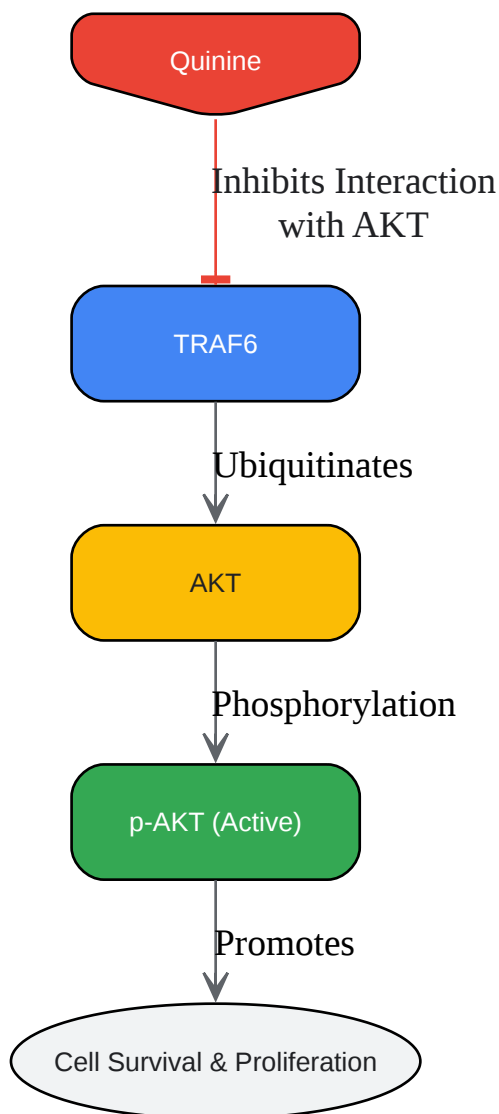 Quinine
Inhibits Interaction
with AKT
TRAF6
Ubiquitinates
AKT
Phosphorylation
p-AKT (Active)
Promotes
Cell Survival & Proliferation